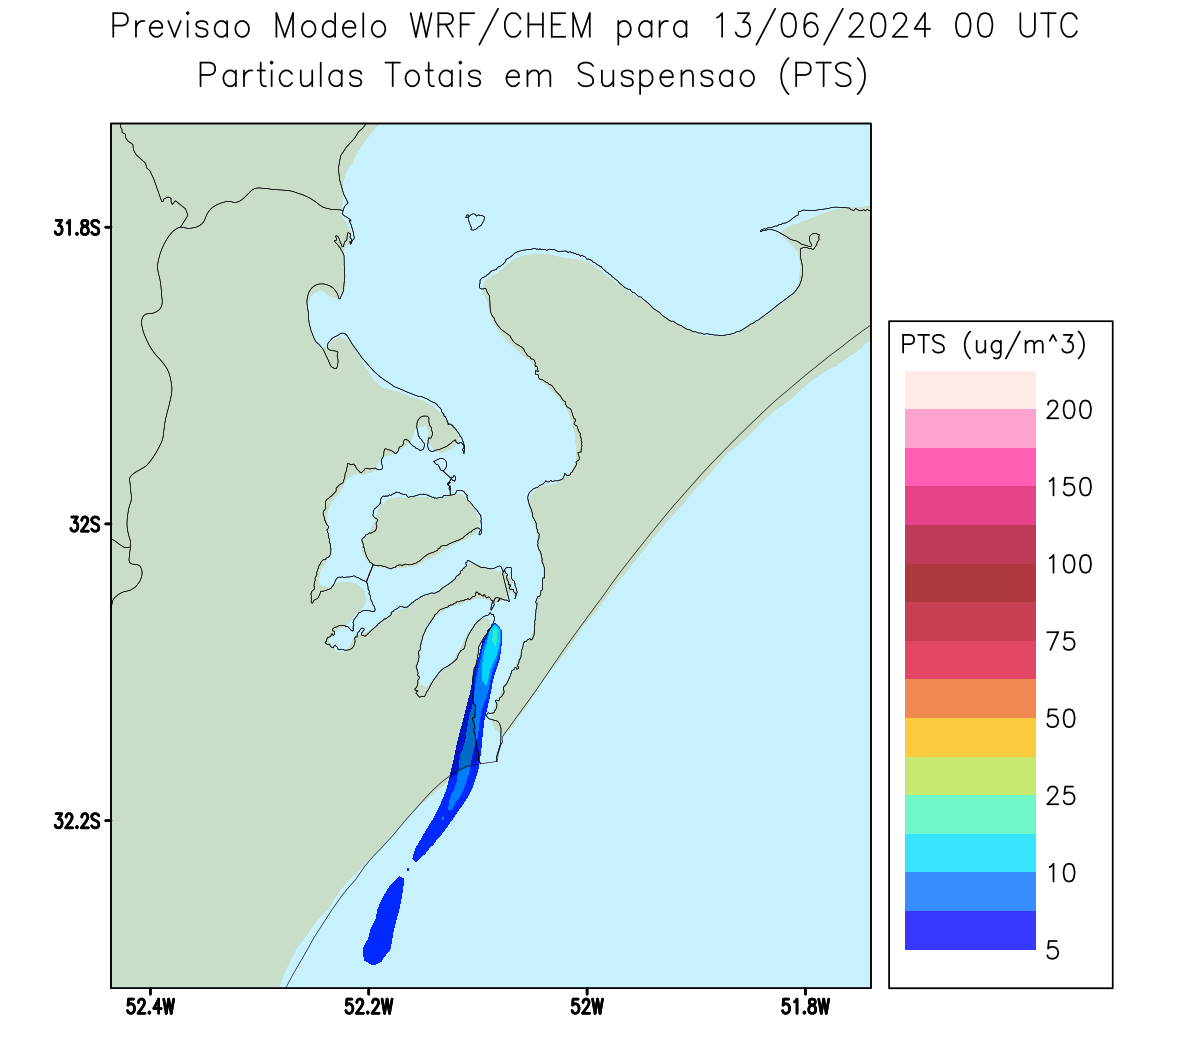 Previsao Modelo WRF/CHEM para 13/06/2024 00 UTC
Particulas Totais em Suspensao (PTS)
31.8S
32S
32.2S
52.4W
52.2W
52W
51.8W
PTS (ug/m^3)
200
150
100
75
50
25
10
5